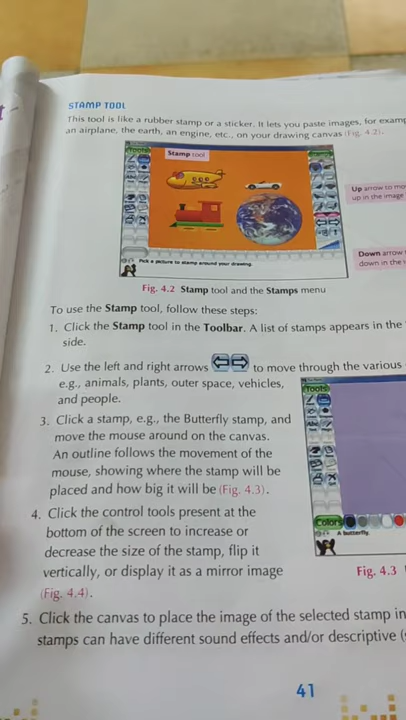 STAMP TOOL
This tool is like a rubber stamp or a sticker. It lets you paste images, for
an airplane, the earth, an engine, etc., on your drawing canvas (Fig. 4.2).
Tools
Stamp tool
Up arrow to
up in the image
Pick a picture to stamp around your drawing.
Down arrow
down in the
Fig. 4.2 Stamp tool and the Stamps menu
To use the Stamp tool, follow these steps:
1. Click the Stamp tool in the Toolbar. A list of stamps appears in the
side.
2. Use the left and right arrows to move through the various
e.g., animals, plants, outer space, vehicles,
and people.
3. Click a stamp, e.g., the Butterfly stamp, and
move the mouse around on the canvas.
An outline follows the movement of the
mouse, showing where the stamp will be
placed and how big it will be (Fig. 4.3).
Tools
Colors
A butterfly.
Fig. 4.3
4. Click the control tools present at the
bottom of the screen to increase or
decrease the size of the stamp, flip it
vertically, or display it as a mirror image
(Fig. 4.4).
5. Click the canvas to place the image of the selected stamp in
stamps can have different sound effects and/or descriptive
41